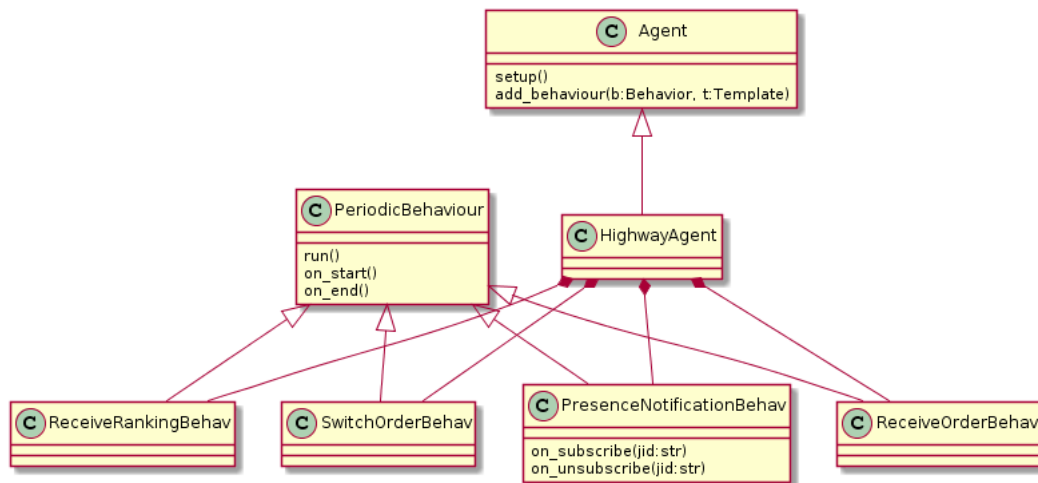 C Agent
setup()
add_behaviour(b:Behavior, t:Template)
C PeriodicBehaviour
run()
on_start()
on_end()
C HighwayAgent
C ReceiveRankingBehav
C SwitchOrderBehav
C PresenceNotificationBehav
on_subscribe(jid:str)
on_unsubscribe(jid:str)
C ReceiveOrderBehav